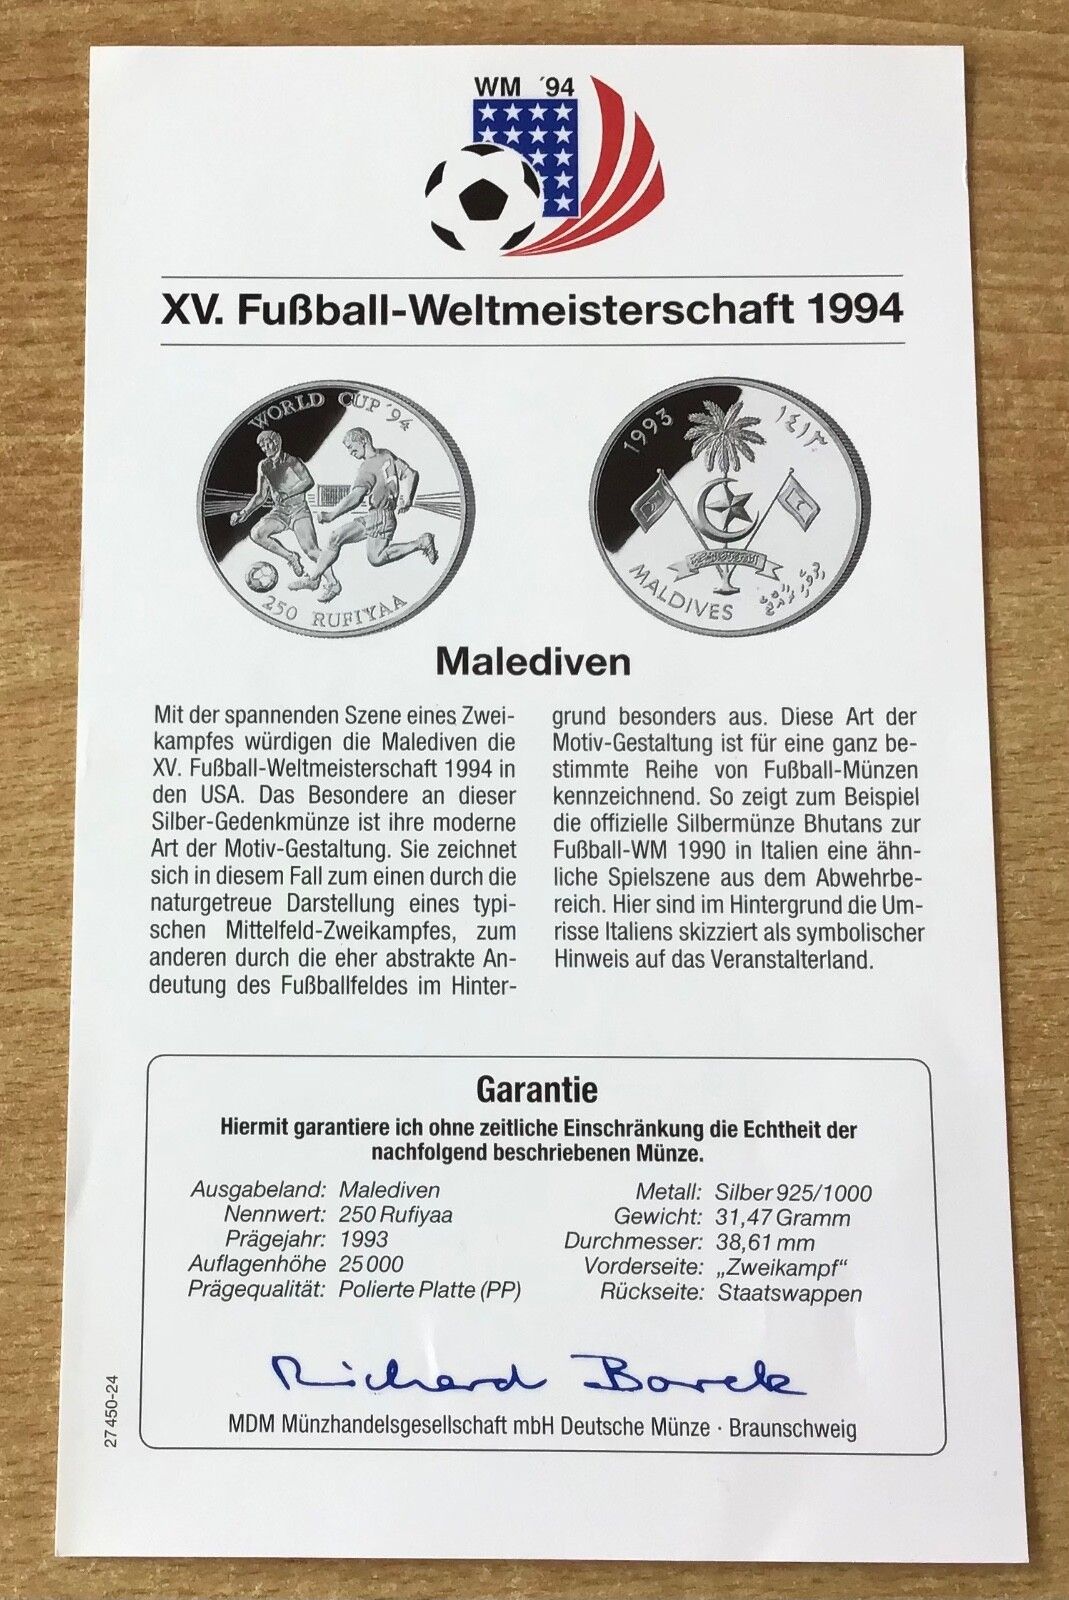 WM ´94
XV. Fußball-Weltmeisterschaft 1994
WORLD CUP '94
250 RUFIYAA
1993
١٤١٣
MALDIVES
Malediven
Mit der spannenden Szene eines Zwei-
kampfes würdigen die Malediven die
XV. Fußball-Weltmeisterschaft 1994 in
den USA. Das Besondere an dieser
Silber-Gedenkmünze ist ihre moderne
Art der Motiv-Gestaltung. Sie zeichnet
sich in diesem Fall zum einen durch die
naturgetreue Darstellung eines typi-
schen Mittelfeld-Zweikampfes, zum
anderen durch die eher abstrakte An-
deutung des Fußballfeldes im Hinter-
grund besonders aus. Diese Art der
Motiv-Gestaltung ist für eine ganz be-
stimmte Reihe von Fußball-Münzen
kennzeichnend. So zeigt zum Beispiel
die offizielle Silbermünze Bhutans zur
Fußball-WM 1990 in Italien eine ähn-
liche Spielszene aus dem Abwehrbe-
reich. Hier sind im Hintergrund die Um-
risse Italiens skizziert als symbolischer
Hinweis auf das Veranstalterland.
Garantie
Hiermit garantiere ich ohne zeitliche Einschränkung die Echtheit der
nachfolgend beschriebenen Münze.
Ausgabeland: Malediven
Nennwert: 250 Rufiyaa
Prägejahr: 1993
Auflagenhöhe 25 000
Prägequalität: Polierte Platte (PP)
Metall: Silber 925/1000
Gewicht: 31,47 Gramm
Durchmesser: 38,61 mm
Vorderseite: „Zweikampf“
Rückseite: Staatswappen
Richard Borek
MDM Münzhandelsgesellschaft mbH Deutsche Münze · Braunschweig
27 450-24